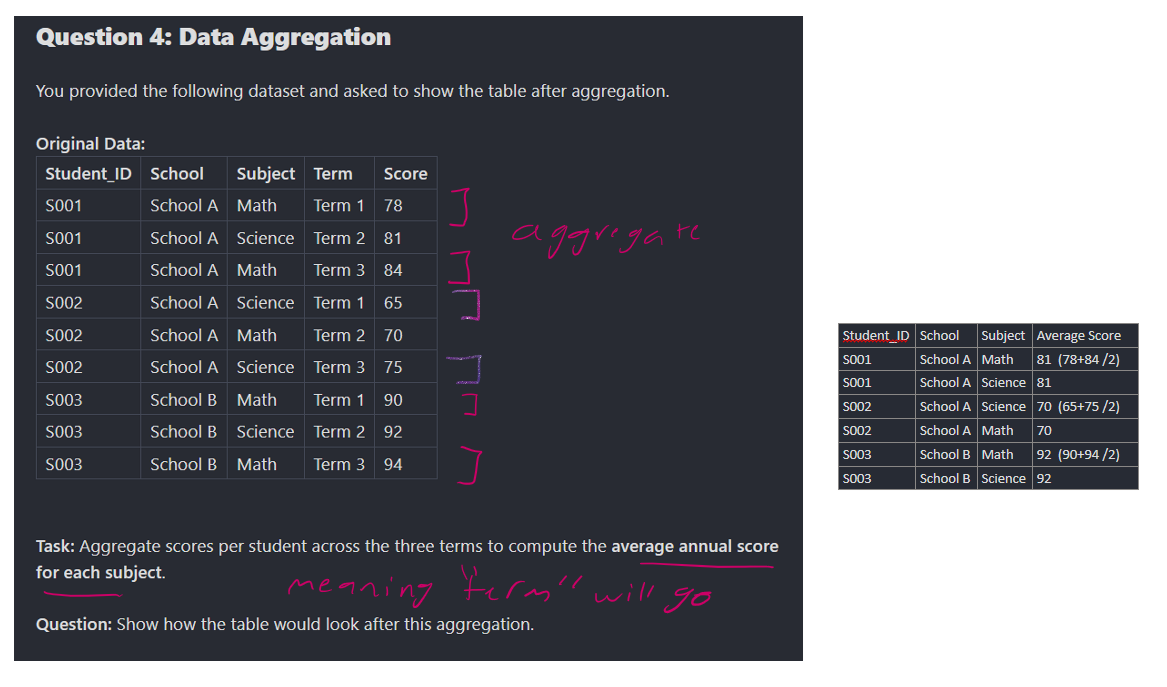 Question 4: Data Aggregation
You provided the following dataset and asked to show the table after aggregation.
Original Data:
Student_ID School Subject Term Score
S001 School A Math Term 1 78
S001 School A Science Term 2 81
aggregate
S001 School A Math Term 3 84
S002 School A Science Term 1 65
S002 School A Math Term 2 70
S002 School A Science Term 3 75
S003 School B Math Term 1 90
S003 School B Science Term 2 92
S003 School B Math Term 3 94
Task: Aggregate scores per student across the three terms to compute the average annual score
for each subject.
meaning "term" will go
Question: Show how the table would look after this aggregation.
Student_ID School Subject Average Score
S001 School A Math 81 (78+84 /2)
S001 School A Science 81
S002 School A Science 70 (65+75 /2)
S002 School A Math 70
S003 School B Math 92 (90+94 /2)
S003 School B Science 92